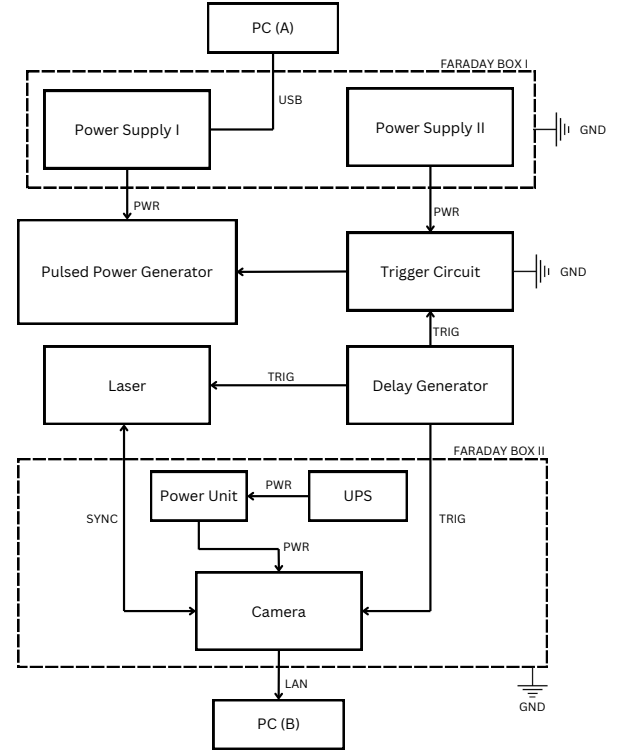 PC (A)
FARADAY BOX I
USB
Power Supply I
Power Supply II
GND
PWR
PWR
Pulsed Power Generator
Trigger Circuit
GND
TRIG
Laser
TRIG
Delay Generator
FARADAY BOX II
Power Unit
PWR
UPS
SYNC
TRIG
PWR
Camera
LAN
GND
PC (B)